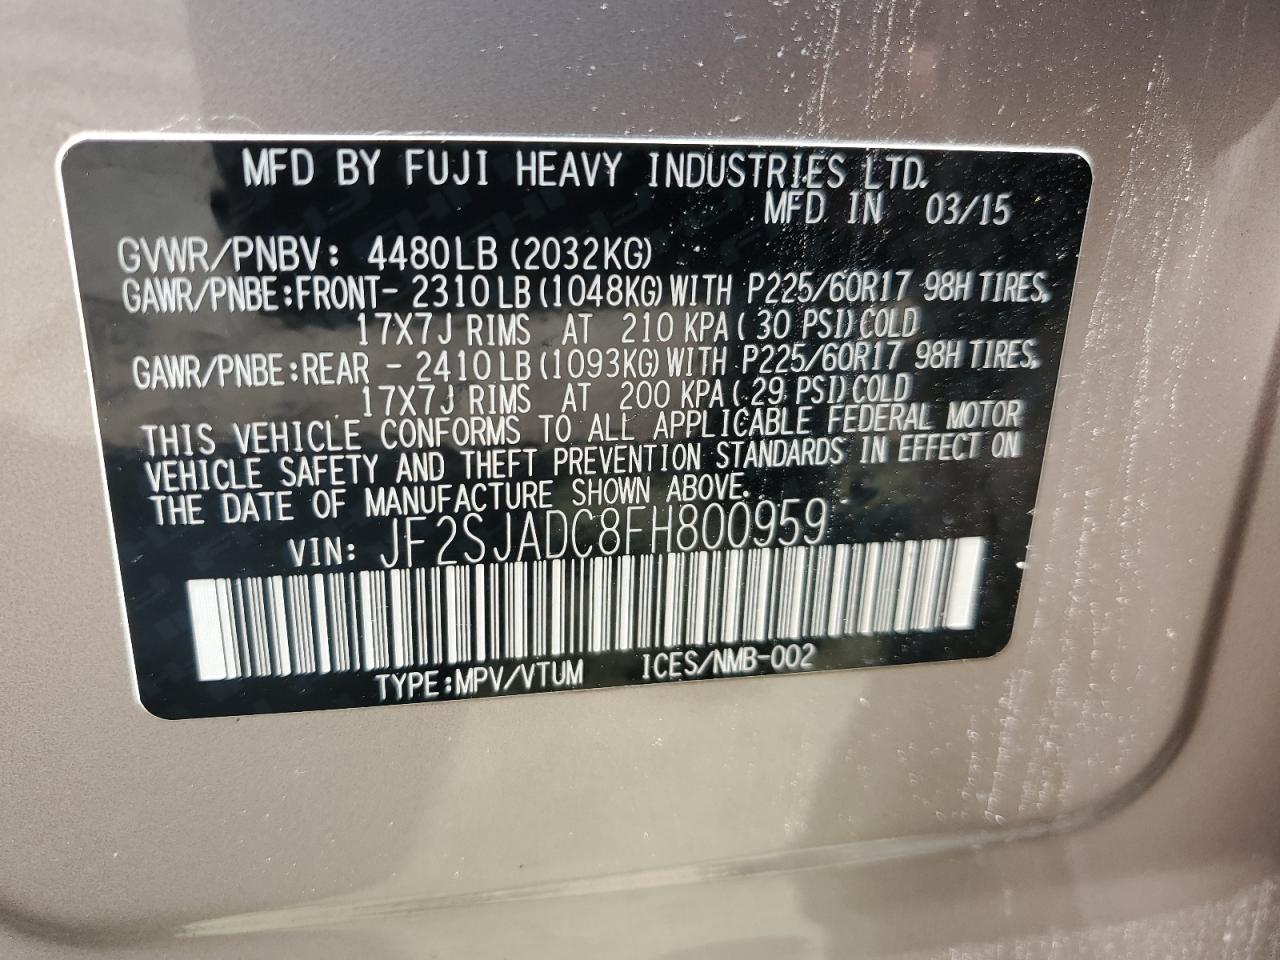 MFD BY FUJI HEAVY INDUSTRIES LTD.
MFD IN 03/15
GVWR/PNBV: 4480LB (2032KG)
GAWR/PNBE:FRONT- 2310LB (1048KG) WITH P225/60R17 98H TIRES,
17X7J RIMS AT 210 KPA ( 30 PSI) COLD
GAWR/PNBE:REAR - 2410LB (1093KG) WITH P225/60R17 98H TIRES,
17X7J RIMS AT 200 KPA ( 29 PSI) COLD
THIS VEHICLE CONFORMS TO ALL APPLICABLE FEDERAL MOTOR
VEHICLE SAFETY AND THEFT PREVENTION STANDARDS IN EFFECT ON
THE DATE OF MANUFACTURE SHOWN ABOVE.
VIN: JF2SJADC8FH800959
TYPE:MPV/VTUM ICES/NMB-002